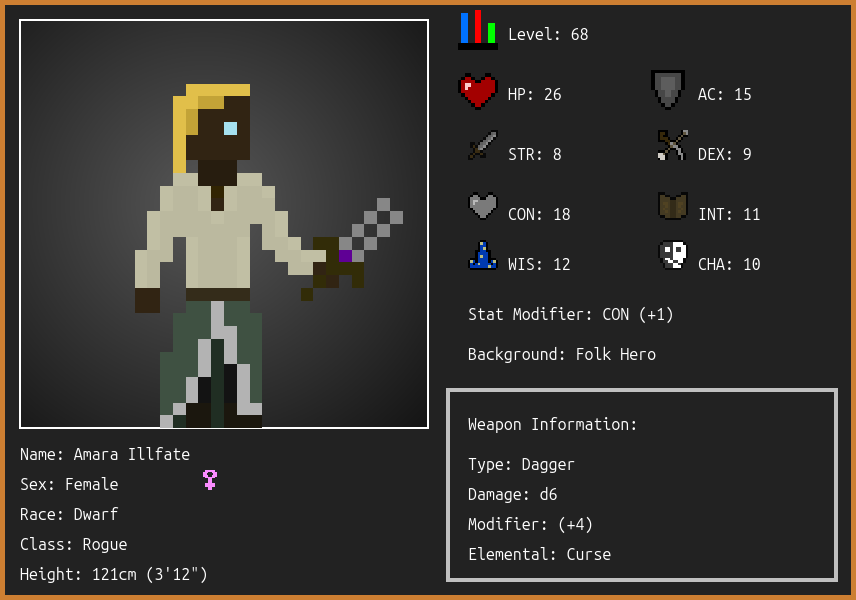 Level: 68
HP: 26
AC: 15
STR: 8
DEX: 9
CON: 18
INT: 11
WIS: 12
CHA: 10
Stat Modifier: CON (+1)
Background: Folk Hero
Weapon Information:
Type: Dagger
Damage: d6
Modifier: (+4)
Elemental: Curse
Name: Amara Illfate
Sex: Female
Race: Dwarf
Class: Rogue
Height: 121cm (3'12")